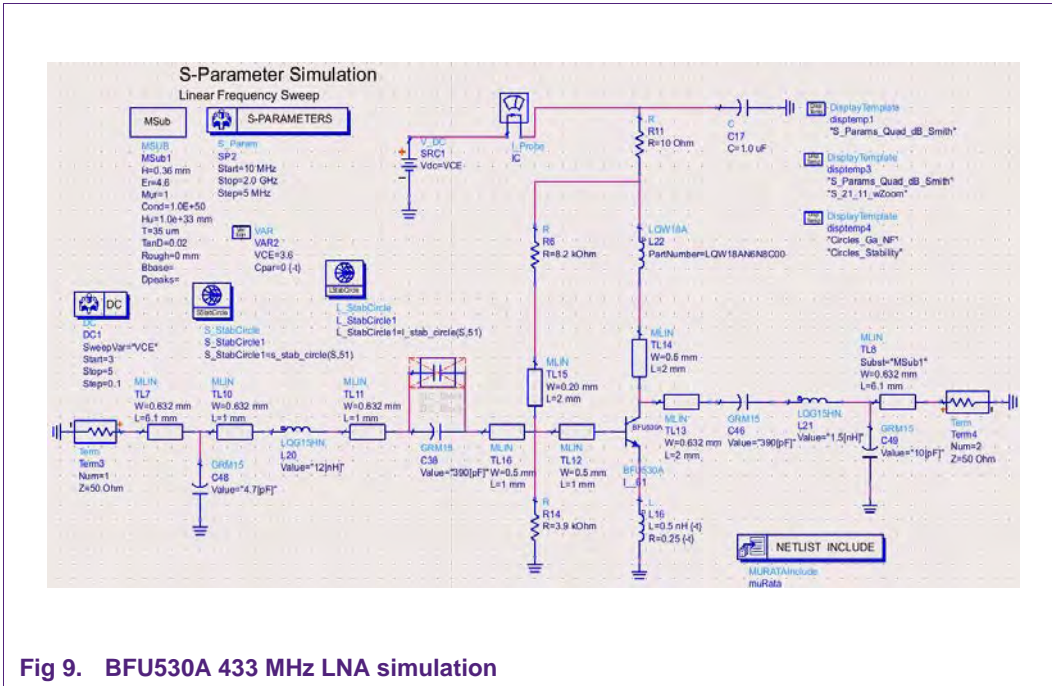 S-Parameter Simulation
Linear Frequency Sweep
MSub
MSUB
MSub1
H=0.36 mm
Er=4.6
Mur=1
Cond=1.0E+50
Hu=1.0e+33 mm
T=35 um
TanD=0.02
Rough=0 mm
Bbase=
Dpeaks=
S-PARAMETERS
S_Param
SP2
Start=10 MHz
Stop=2.0 GHz
Step=5 MHz
VAR
VAR2
VCE=3.6
Cpar=0 {-t}
V_DC
SRC1
Vdc=VCE
I_Probe
IC
R
R11
R=10 Ohm
C
C17
C=1.0 uF
DisplayTemplate
disptemp1
"S_Params_Quad_dB_Smith"
DisplayTemplate
disptemp3
"S_Params_Quad_dB_Smith"
"S_21_11_wZoom"
DisplayTemplate
disptemp4
"Circles_Ga_NF"
"Circles_Stability"
R
R6
R=8.2 kOhm
LQW18A
L22
PartNumber=LQW18AN6N8C00
DC
DC
DC1
SweepVar="VCE"
Start=3
Stop=5
Step=0.1
SStabCircle
S_StabCircle
S_StabCircle1
S_StabCircle1=s_stab_circle(S,51)
LStabCircle
L_StabCircle
L_StabCircle1
L_StabCircle1=l_stab_circle(S,51)
MLIN
TL14
W=0.5 mm
L=2 mm
MLIN
TL15
W=0.20 mm
L=2 mm
MLIN
TL8
Subst="MSub1"
W=0.632 mm
L=6.1 mm
MLIN
TL7
W=0.632 mm
L=6.1 mm
MLIN
TL10
W=0.632 mm
L=1 mm
MLIN
TL11
W=0.632 mm
L=1 mm
Term
Term3
Num=1
Z=50 Ohm
GRM15
C48
Value="4.7[pF]"
LQG15HN
L20
Value="12[nH]"
GRM15
C38
Value="390[pF]"
MLIN
TL16
W=0.5 mm
L=1 mm
MLIN
TL12
W=0.5 mm
L=1 mm
BFU530A
BFU530A
MLIN
TL13
W=0.632 mm
L=2 mm
GRM15
C46
Value="390[pF]"
LQG15HN
L21
Value="1.5[nH]"
GRM15
C49
Value="10[pF]"
Term
Term4
Num=2
Z=50 Ohm
R
R14
R=3.9 kOhm
L
L16
L=0.5 nH {-t}
R=0.25 {-t}
NETLIST INCLUDE
MURATAInclude
muRata
Fig 9. BFU530A 433 MHz LNA simulation